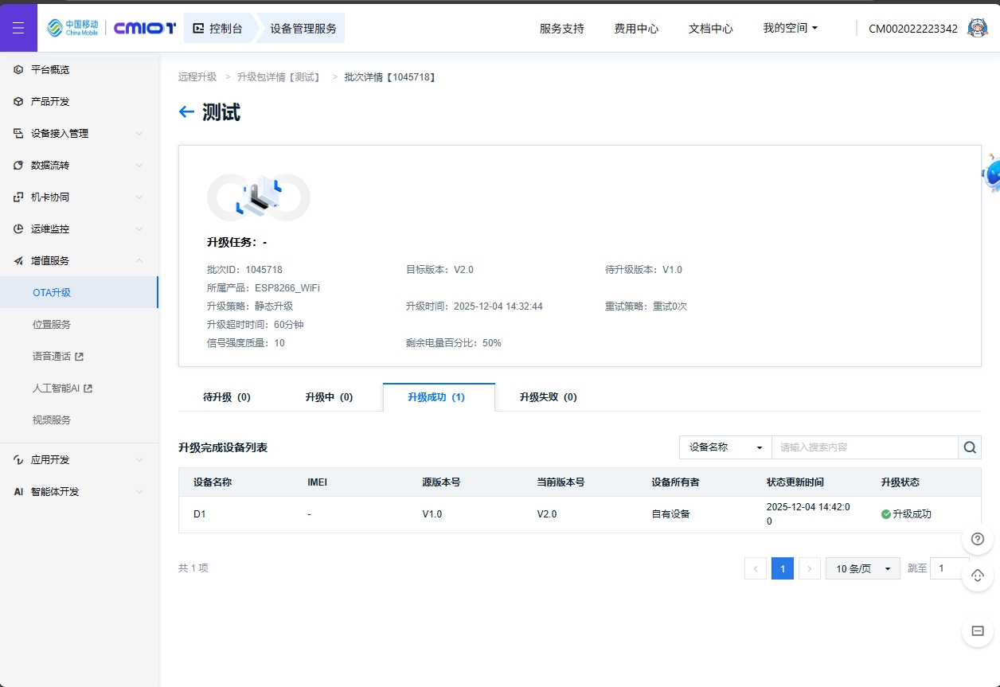 中国移动
China Mobile
CMIOT
控制台
设备管理服务
服务支持
费用中心
文档中心
我的空间
CM002022223342
平台概览
产品开发
设备接入管理
数据流转
机卡协同
运维监控
增值服务
OTA升级
位置服务
语音通话
人工智能AI
视频服务
应用开发
AI 智能体开发
远程升级 > 升级包详情【测试】 > 批次详情【1045718】
测试
升级任务：-
批次ID：1045718 目标版本：V2.0 待升级版本：V1.0
所属产品：ESP8266_WiFi
升级策略：静态升级 升级时间：2025-12-04 14:32:44 重试策略：重试0次
升级超时时间：60分钟
信号强度质量：10 剩余电量百分比：50%
待升级（0） 升级中（0） 升级成功（1） 升级失败（0）
升级完成设备列表
设备名称 请输入搜索内容
设备名称 IMEI 源版本号 当前版本号 设备所有者 状态更新时间 升级状态
D1 - V1.0 V2.0 自有设备 2025-12-04 14:42:0
0 升级成功
共 1 项
< 1 > 10 条/页 跳至 1